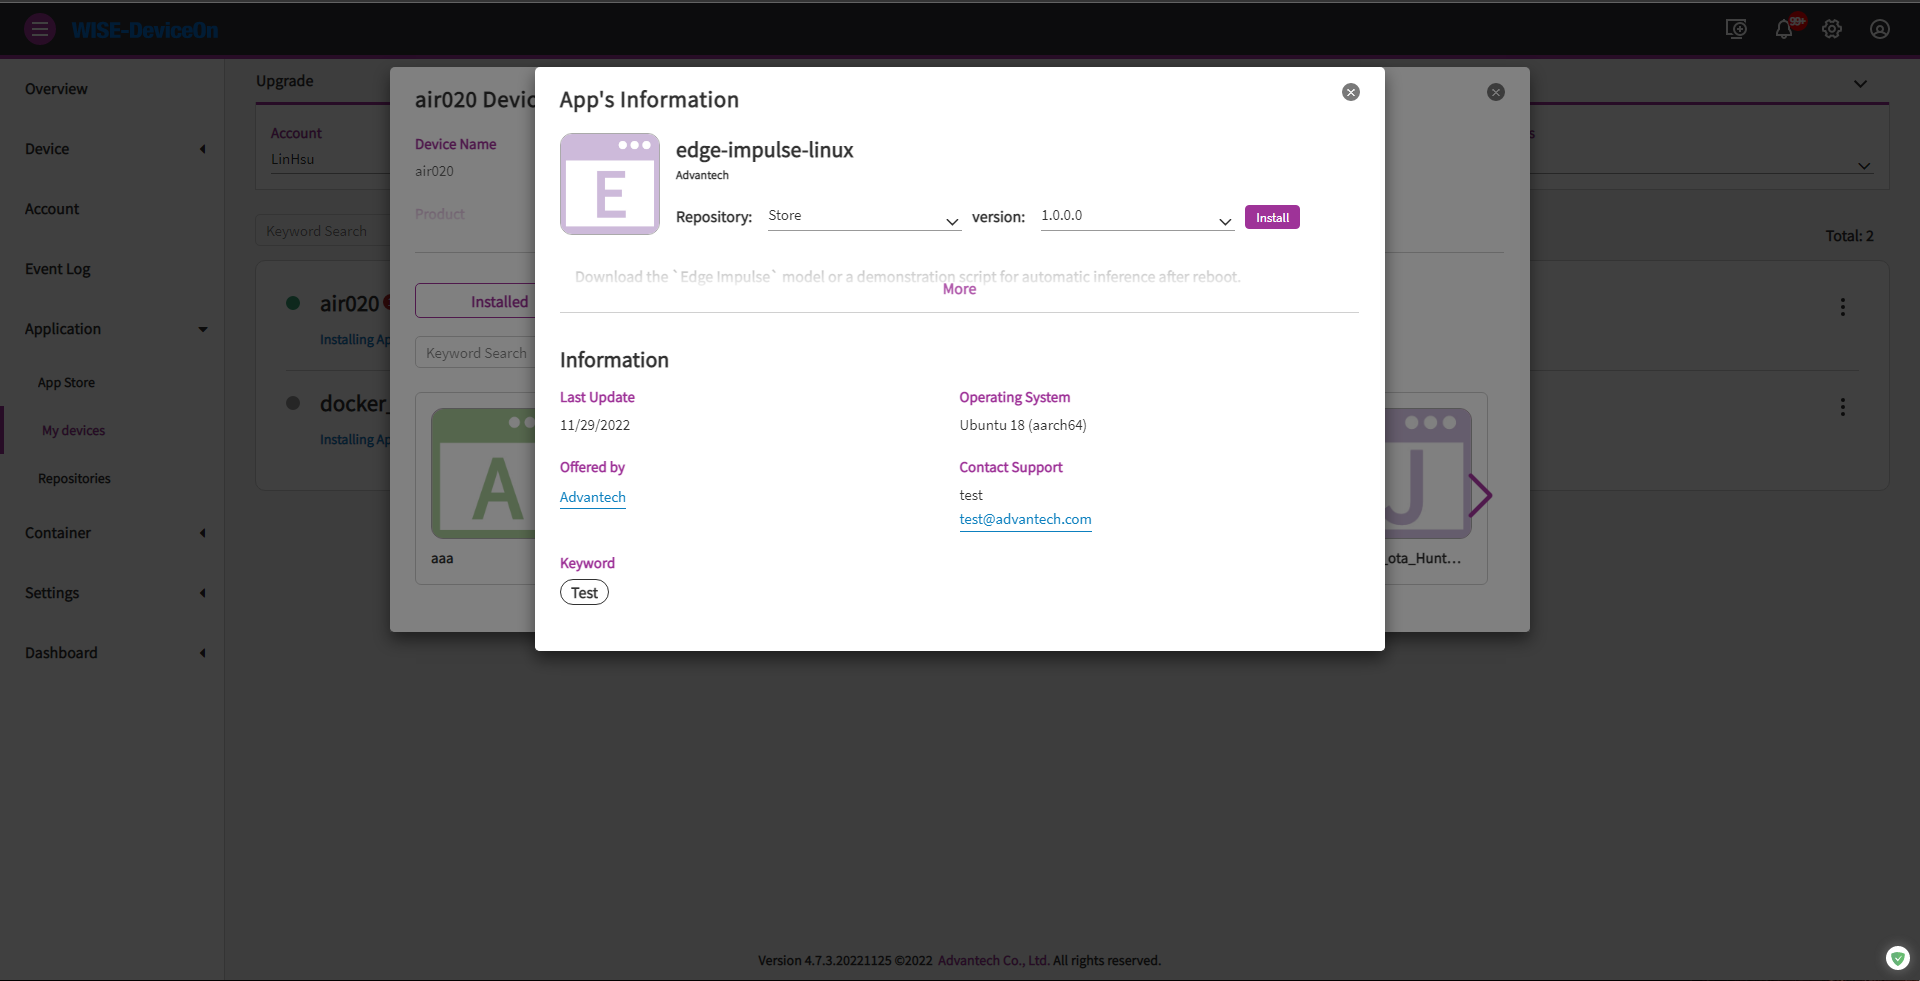 WISE-DeviceOn
99+
Overview
Device
Account
Event Log
Application
App Store
My devices
Repositories
Container
Settings
Dashboard
Upgrade
Account
LinHsu
Keyword Search
Total: 2
air020
Installing Ap
docker_
Installing Ap
air020 Devic
Device Name
air020
Product
Installed
Keyword Search
A
aaa
J
_ota_Hunt...
App's Information
E
edge-impulse-linux
Advantech
Repository: Store version: 1.0.0.0 Install
Download the `Edge Impulse` model or a demonstration script for automatic inference after reboot.
More
Information
Last Update
11/29/2022
Operating System
Ubuntu 18 (aarch64)
Offered by
Advantech
Contact Support
test
test@advantech.com
Keyword
Test
Version 4.7.3.20221125 ©2022 Advantech Co., Ltd. All rights reserved.